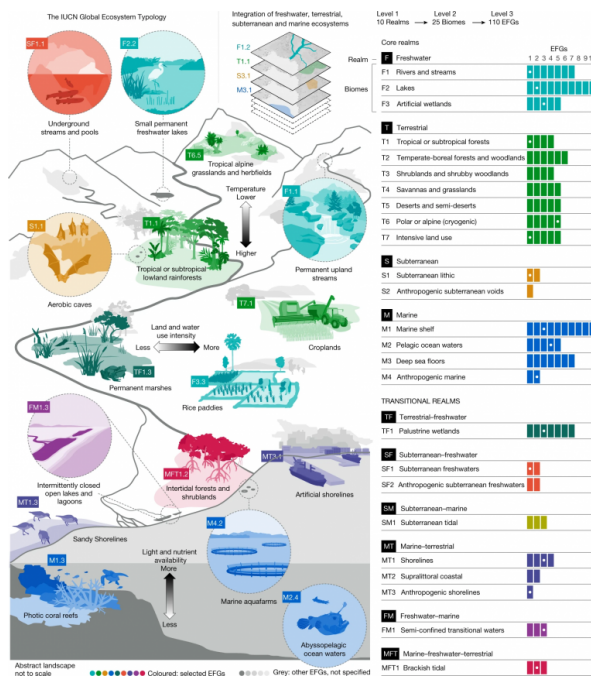 The IUCN Global Ecosystem Typology
SF1.1
F2.2
Underground
streams and pools
Small permanent
freshwater lakes
Integration of freshwater, terrestrial,
subterranean and marine ecosystems
F1.2
T1.1
S3.1
M3.1
Realm
Biomes
T6.5
Tropical alpine
grasslands and herbfields
Temperature
Lower
Higher
F1.1
Permanent upland
streams
S1.1
Aerobic caves
T1.1
Tropical or subtropical
lowland rainforests
T7.1
Croplands
Land and water
use intensity
Less
More
TF1.3
Permanent marshes
F3.3
Rice paddies
FM1.3
Intermittently closed
open lakes and
lagoons
MFT1.2
Intertidal forests and
shrublands
MT3.1
Artificial shorelines
MT1.3
Sandy Shorelines
M4.2
Marine aquafarms
Light and nutrient
availability
More
Less
M1.3
Photic coral reefs
M2.4
Abyssopelagic
ocean waters
Abstract landscape
not to scale
Coloured: selected EFGs
Grey: other EFGs, not specified
Level 1
10 Realms
Level 2
25 Biomes
Level 3
110 EFGs
Core realms
EFGs
F Freshwater
1 2 3 4 5 6 7 8 9 1
F1 Rivers and streams
F2 Lakes
F3 Artificial wetlands
T Terrestrial
T1 Tropical or subtropical forests
T2 Temperate-boreal forests and woodlands
T3 Shrublands and shrubby woodlands
T4 Savannas and grasslands
T5 Deserts and semi-deserts
T6 Polar or alpine (cryogenic)
T7 Intensive land use
S Subterranean
S1 Subterranean lithic
S2 Anthropogenic subterranean voids
M Marine
M1 Marine shelf
M2 Pelagic ocean waters
M3 Deep sea floors
M4 Anthropogenic marine
TRANSITIONAL REALMS
TF Terrestrial–freshwater
TF1 Palustrine wetlands
SF Subterranean–freshwater
SF1 Subterranean freshwaters
SF2 Anthropogenic subterranean freshwaters
SM Subterranean–marine
SM1 Subterranean tidal
MT Marine–terrestrial
MT1 Shorelines
MT2 Supralittoral coastal
MT3 Anthropogenic shorelines
FM Freshwater–marine
FM1 Semi-confined transitional waters
MFT Marine–freshwater–terrestrial
MFT1 Brackish tidal